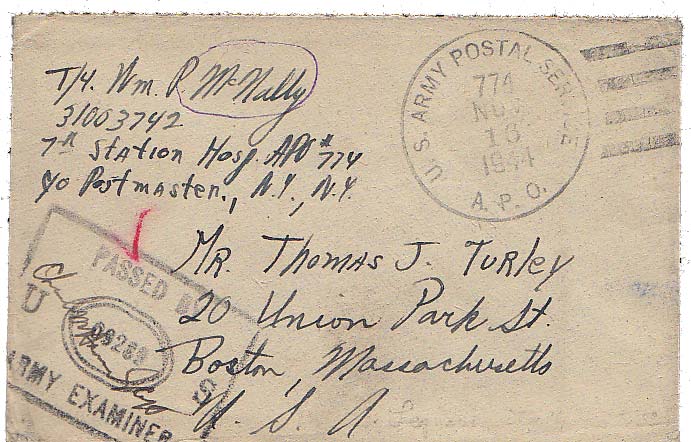 T/4. Wm. P. McNally
31003742
7th Station Hosp. APO #774
c/o Postmaster., N.Y., N.Y.
U. S. ARMY POSTAL SERVICE
774
NOV
16
1944
A. P. O.
PASSED BY
U S
ARMY EXAMINER
Mr. Thomas J. Turley
20 Union Park St.
Boston, Massachusetts
U. S. A.